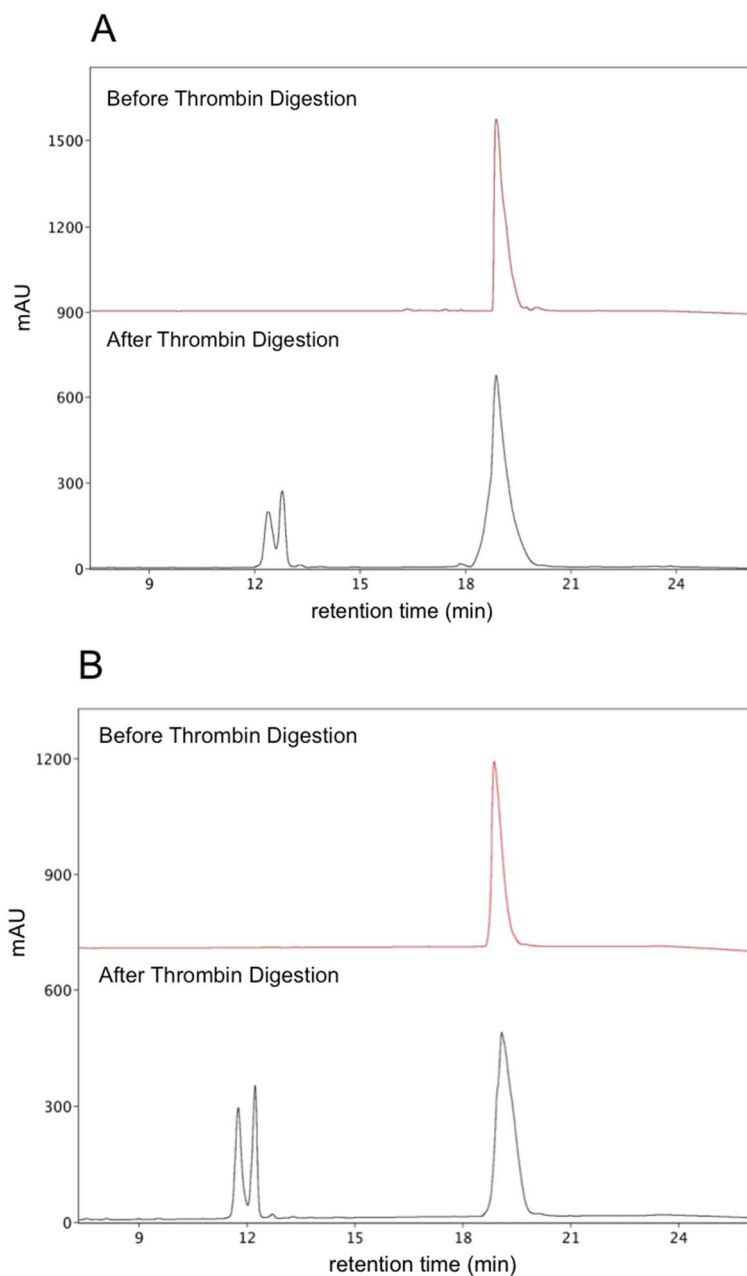 A
Before Thrombin Digestion
1500
1200
900
After Thrombin Digestion
600
300
0
mAU
9 12 15 18 21 24
retention time (min)
B
Before Thrombin Digestion
1200
900
After Thrombin Digestion
600
300
0
mAU
9 12 15 18 21 24
retention time (min)